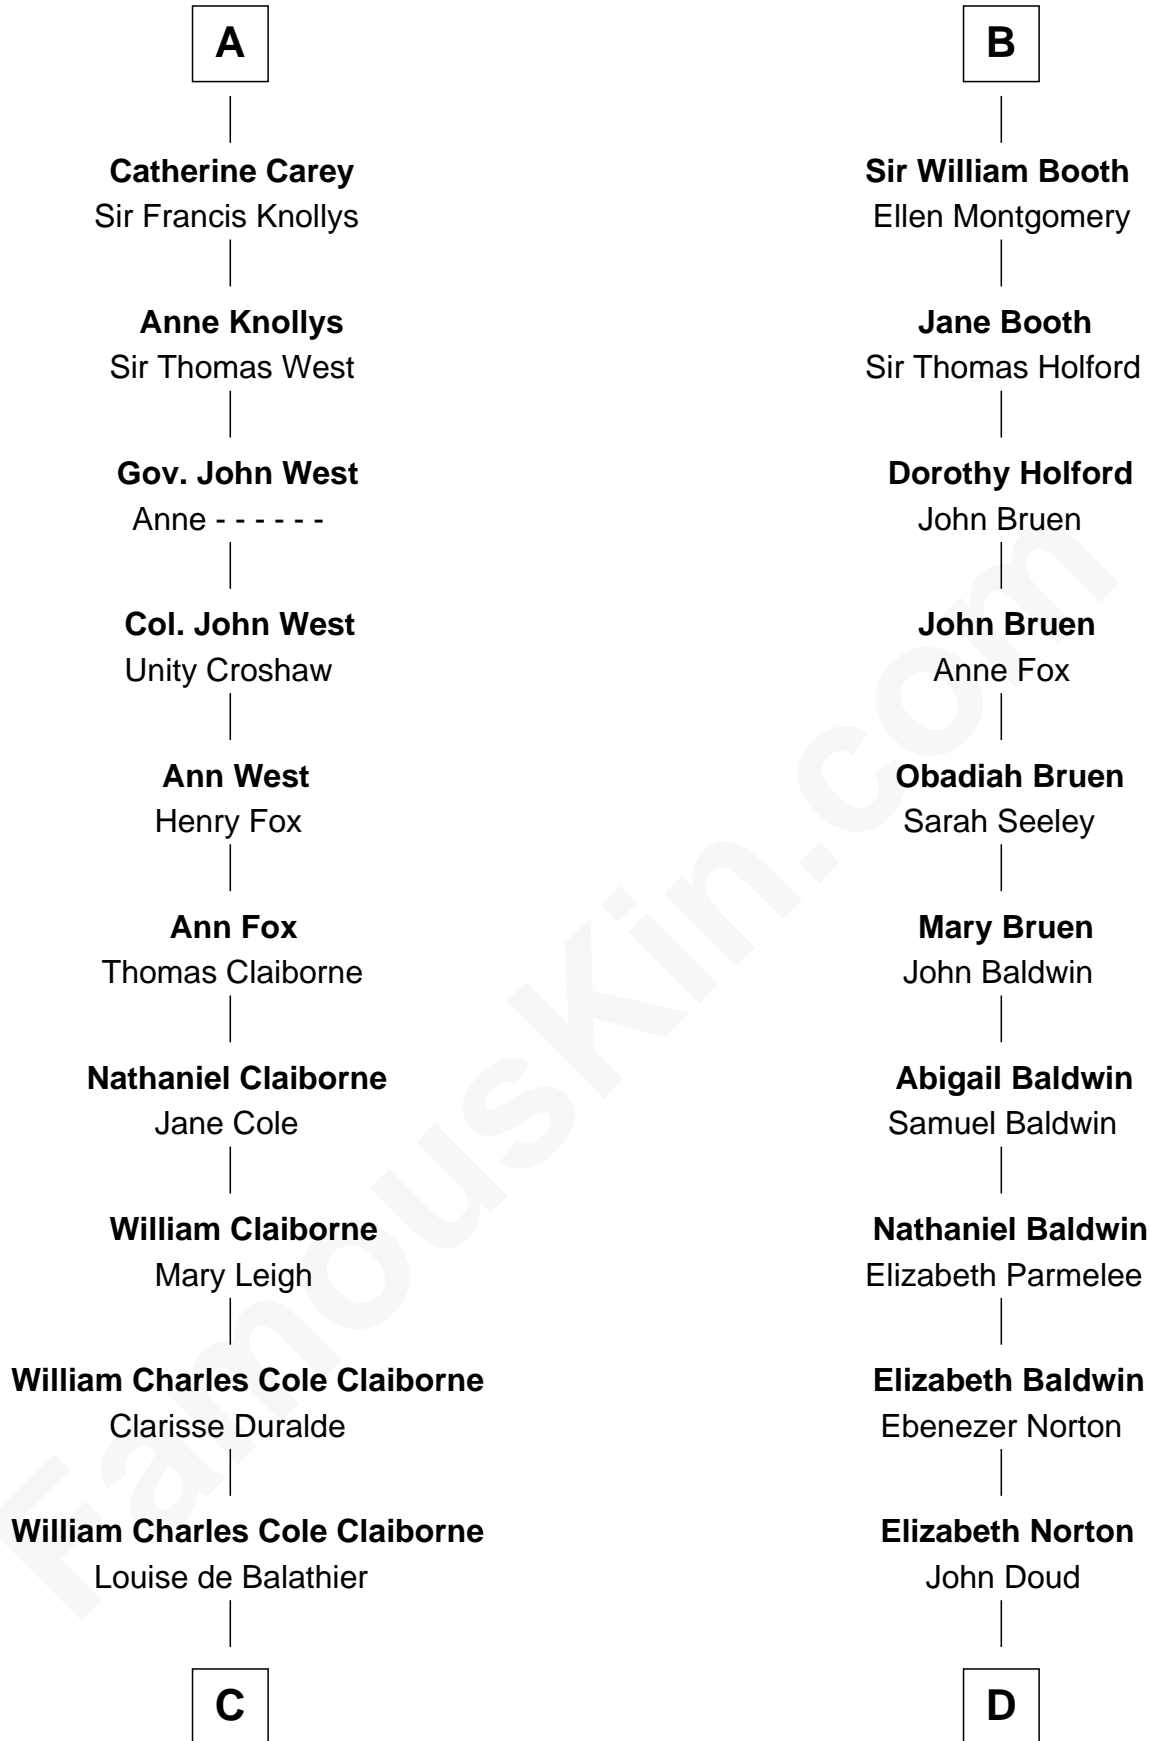 A
Catherine Carey
Sir Francis Knollys
Anne Knollys
Sir Thomas West
Gov. John West
Anne - - - - - -
Col. John West
Unity Croshaw
Ann West
Henry Fox
Ann Fox
Thomas Claiborne
Nathaniel Claiborne
Jane Cole
William Claiborne
Mary Leigh
William Charles Cole Claiborne
Clarisse Duralde
William Charles Cole Claiborne
Louise de Balathier
C
B
Sir William Booth
Ellen Montgomery
Jane Booth
Sir Thomas Holford
Dorothy Holford
John Bruen
John Bruen
Anne Fox
Obadiah Bruen
Sarah Seeley
Mary Bruen
John Baldwin
Abigail Baldwin
Samuel Baldwin
Nathaniel Baldwin
Elizabeth Parmelee
Elizabeth Baldwin
Ebenezer Norton
Elizabeth Norton
John Doud
D
FamousKin.com